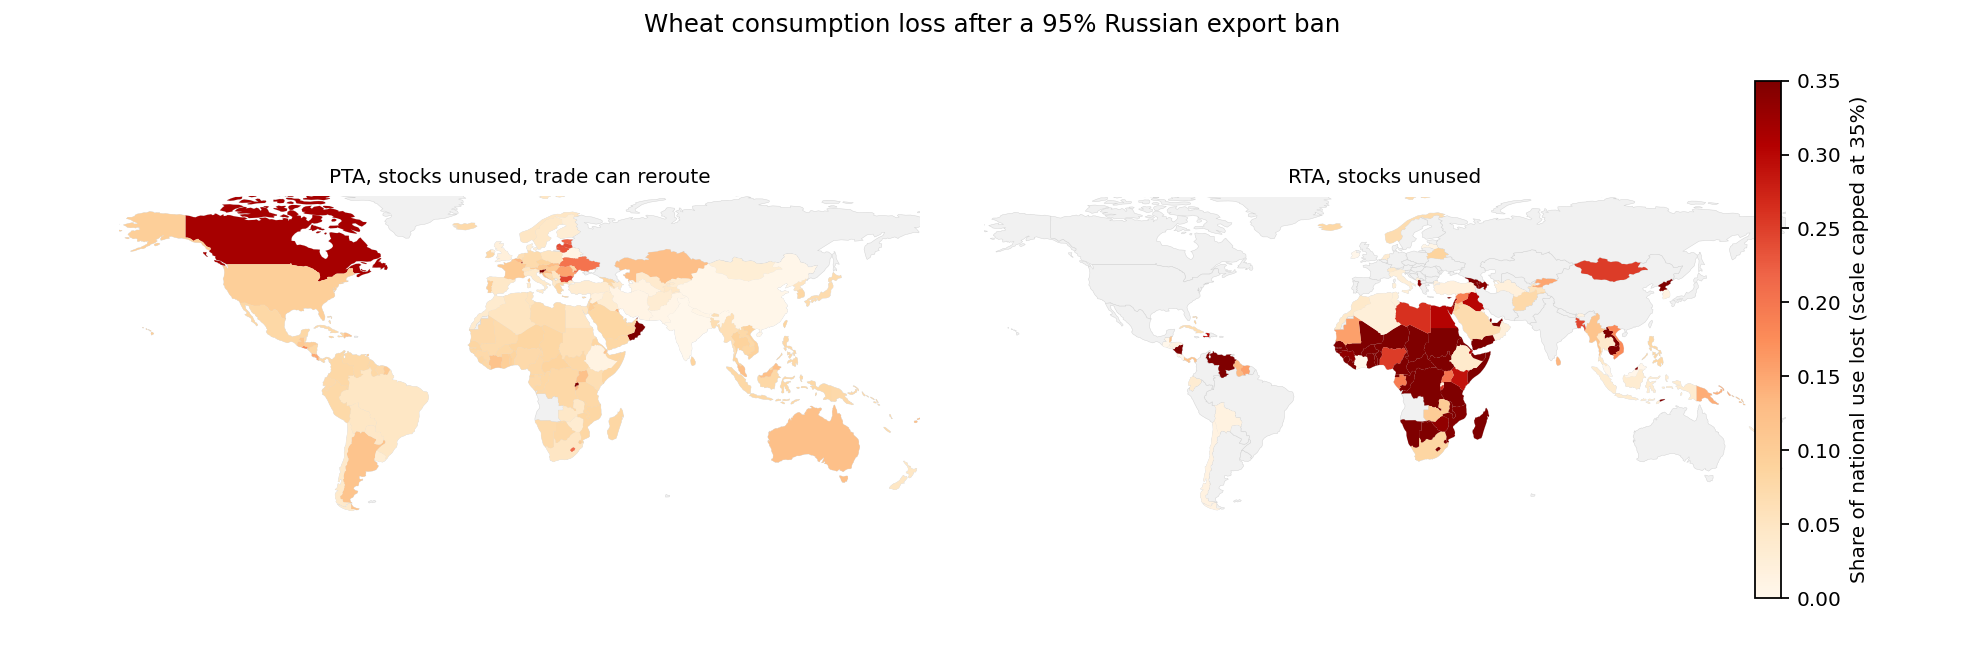 Wheat consumption loss after a 95% Russian export ban
PTA, stocks unused, trade can reroute
RTA, stocks unused
0.35
0.30
0.25
0.20
0.15
0.10
0.05
0.00
Share of national use lost (scale capped at 35%)